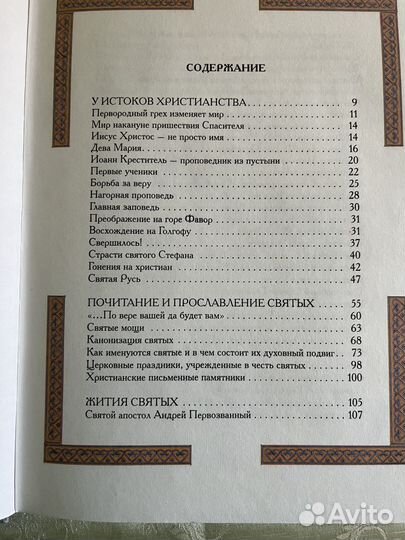 СОДЕРЖАНИЕ
У ИСТОКОВ ХРИСТИАНСТВА. . . . . . . . . . . . . . 9
Первородный грех изменяет мир . . . . . . . . . . . . 11
Мир накануне пришествия Спасителя . . . . . . . . . . 14
Иисус Христос — не просто имя . . . . . . . . . . . . 14
Дева Мария. . . . . . . . . . . . . . . . . . . . . . 16
Иоанн Креститель — проповедник из пустыни . . . . . . 20
Первые ученики . . . . . . . . . . . . . . . . . . . 22
Борьба за веру . . . . . . . . . . . . . . . . . . . 25
Нагорная проповедь . . . . . . . . . . . . . . . . . 28
Главная заповедь . . . . . . . . . . . . . . . . . . 30
Преображение на горе Фавор . . . . . . . . . . . . . 31
Восхождение на Голгофу . . . . . . . . . . . . . . . 31
Свершилось! . . . . . . . . . . . . . . . . . . . . . 37
Страсти святого Стефана . . . . . . . . . . . . . . . 40
Гонения на христиан . . . . . . . . . . . . . . . . . 42
Святая Русь . . . . . . . . . . . . . . . . . . . . . 47
ПОЧИТАНИЕ И ПРОСЛАВЛЕНИЕ СВЯТЫХ . . . . . . 55
«...По вере вашей да будет вам» . . . . . . . . . . . 60
Святые мощи . . . . . . . . . . . . . . . . . . . . . 63
Канонизация святых . . . . . . . . . . . . . . . . . 68
Как именуются святые и в чем состоит их духовный подвиг . . 73
Церковные праздники, учрежденные в честь святых . . . 98
Христианские письменные памятники . . . . . . . . . . 100
ЖИТИЯ СВЯТЫХ . . . . . . . . . . . . . . . . . . 105
Святой апостол Андрей Первозванный . . . . . . . . . 107
Avito